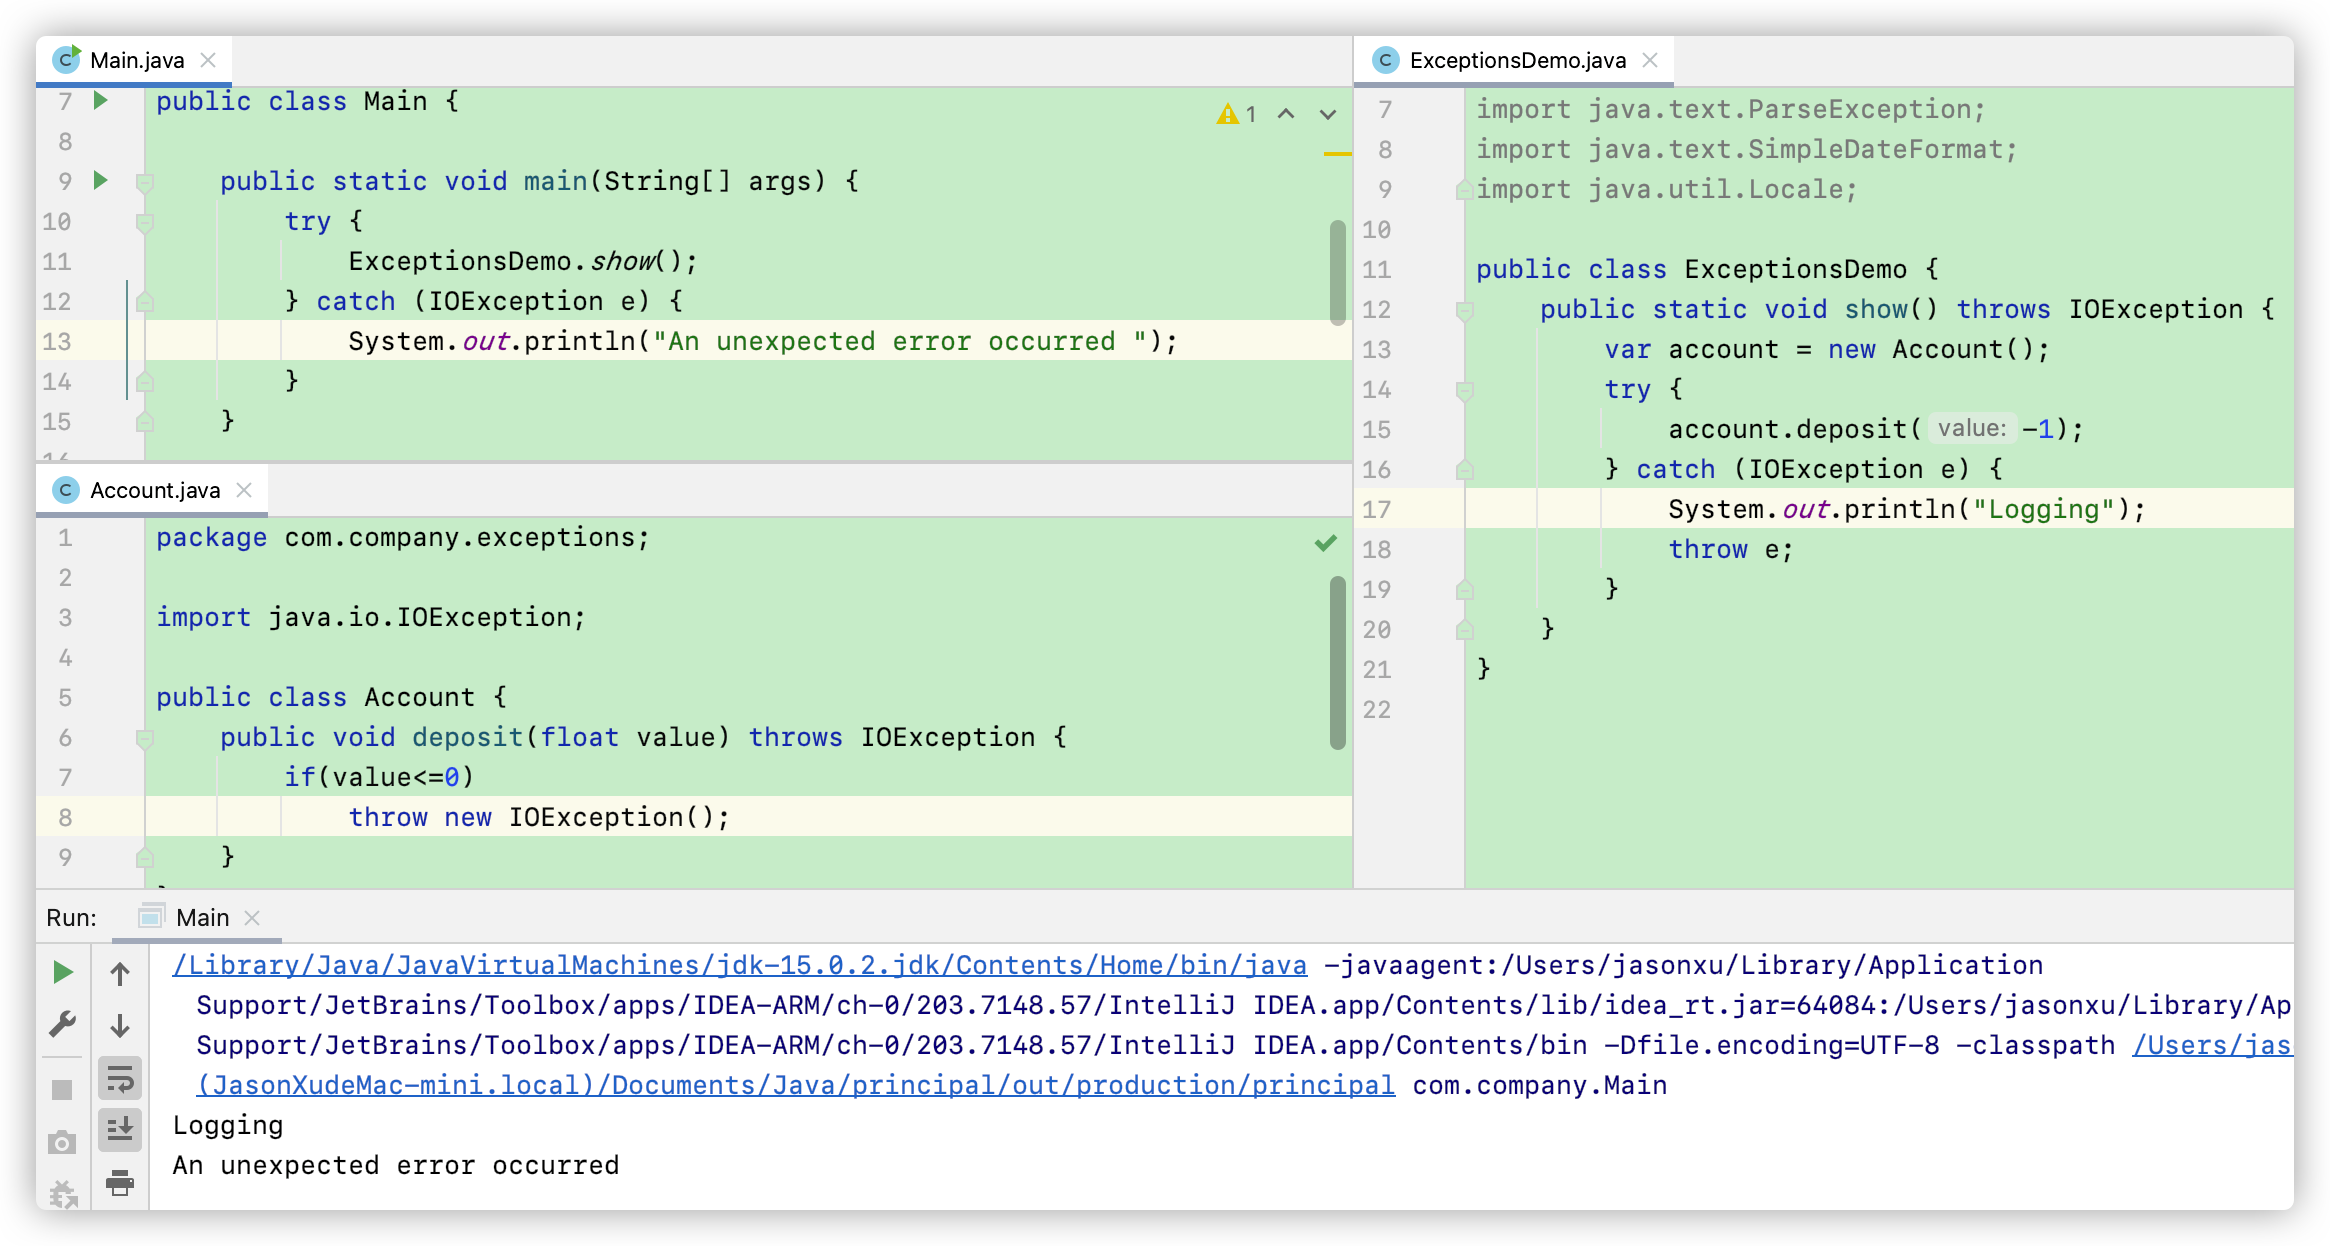 Main.java
7 public class Main {
1
8
9 public static void main(String[] args) {
10 try {
11 ExceptionsDemo.show();
12 } catch (IOException e) {
13 System.out.println("An unexpected error occurred ");
14 }
15 }
Account.java
1 package com.company.exceptions;
2
3 import java.io.IOException;
4
5 public class Account {
6 public void deposit(float value) throws IOException {
7 if(value<=0)
8 throw new IOException();
9 }
ExceptionsDemo.java
7 import java.text.ParseException;
8 import java.text.SimpleDateFormat;
9 import java.util.Locale;
10
11 public class ExceptionsDemo {
12 public static void show() throws IOException {
13 var account = new Account();
14 try {
15 account.deposit( value: -1);
16 } catch (IOException e) {
17 System.out.println("Logging");
18 throw e;
19 }
20 }
21 }
22
Run: Main
/Library/Java/JavaVirtualMachines/jdk-15.0.2.jdk/Contents/Home/bin/java -javaagent:/Users/jasonxu/Library/Application
Support/JetBrains/Toolbox/apps/IDEA-ARM/ch-0/203.7148.57/IntelliJ IDEA.app/Contents/lib/idea_rt.jar=64084:/Users/jasonxu/Library/Ap
Support/JetBrains/Toolbox/apps/IDEA-ARM/ch-0/203.7148.57/IntelliJ IDEA.app/Contents/bin -Dfile.encoding=UTF-8 -classpath /Users/jas
(JasonXudeMac-mini.local)/Documents/Java/principal/out/production/principal com.company.Main
Logging
An unexpected error occurred